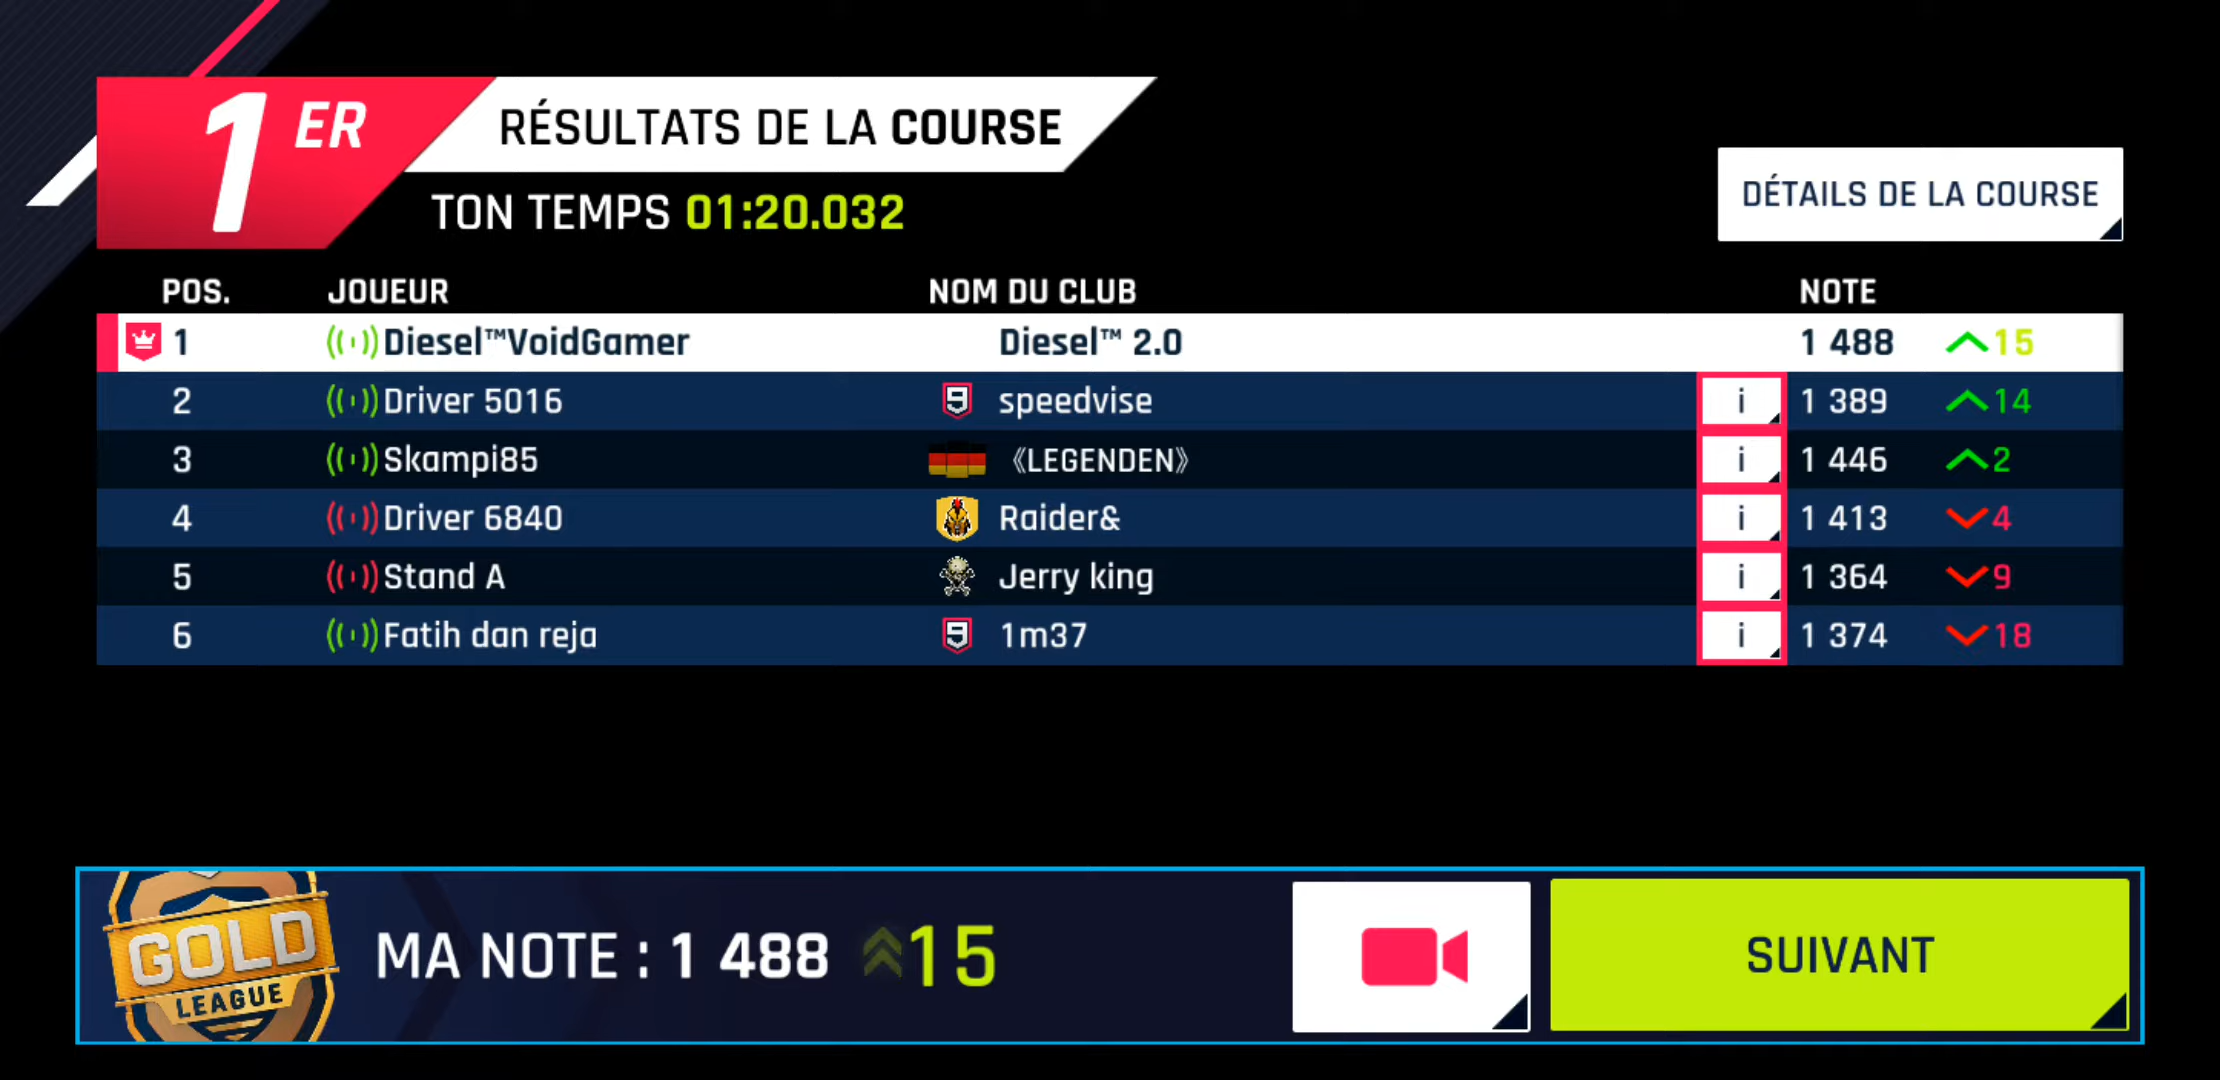 1ER
RÉSULTATS DE LA COURSE
TON TEMPS 01:20.032
DÉTAILS DE LA COURSE
POS. JOUEUR NOM DU CLUB NOTE
1 Diesel™VoidGamer Diesel™ 2.0 1 488 15
2 Driver 5016 9 speedvise i 1 389 14
3 Skampi85 《LEGENDEN》 i 1 446 2
4 Driver 6840 Raider& i 1 413 4
5 Stand A Jerry king i 1 364 9
6 Fatih dan reja 9 1m37 i 1 374 18
GOLD
LEAGUE
MA NOTE : 1 488 15
SUIVANT